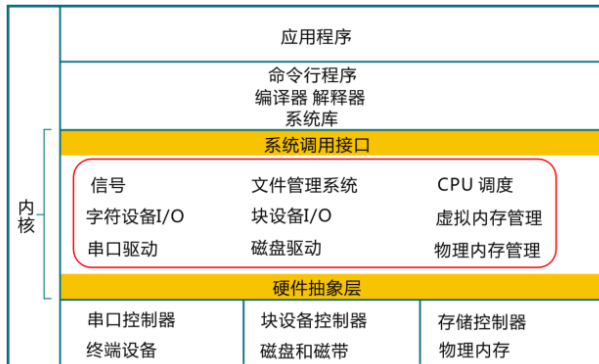 应用程序
命令行程序
编译器 解释器
系统库
系统调用接口
内核
信号 文件管理系统 CPU 调度
字符设备I/O 块设备I/O 虚拟内存管理
串口驱动 磁盘驱动 物理内存管理
硬件抽象层
串口控制器 块设备控制器 存储控制器
终端设备 磁盘和磁带 物理内存